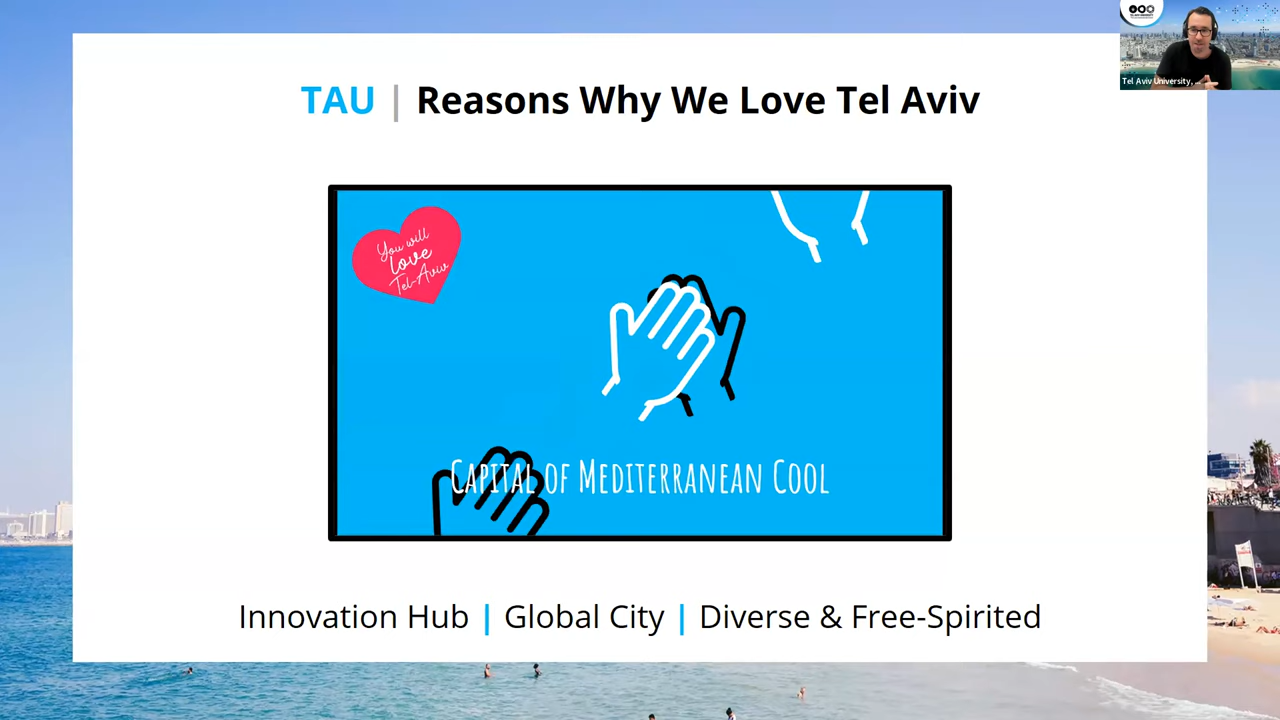 TAU | Reasons Why We Love Tel Aviv
You will
love
Tel-Aviv
Capital of Mediterranean Cool
Innovation Hub | Global City | Diverse & Free-Spirited
Tel Aviv University, ...